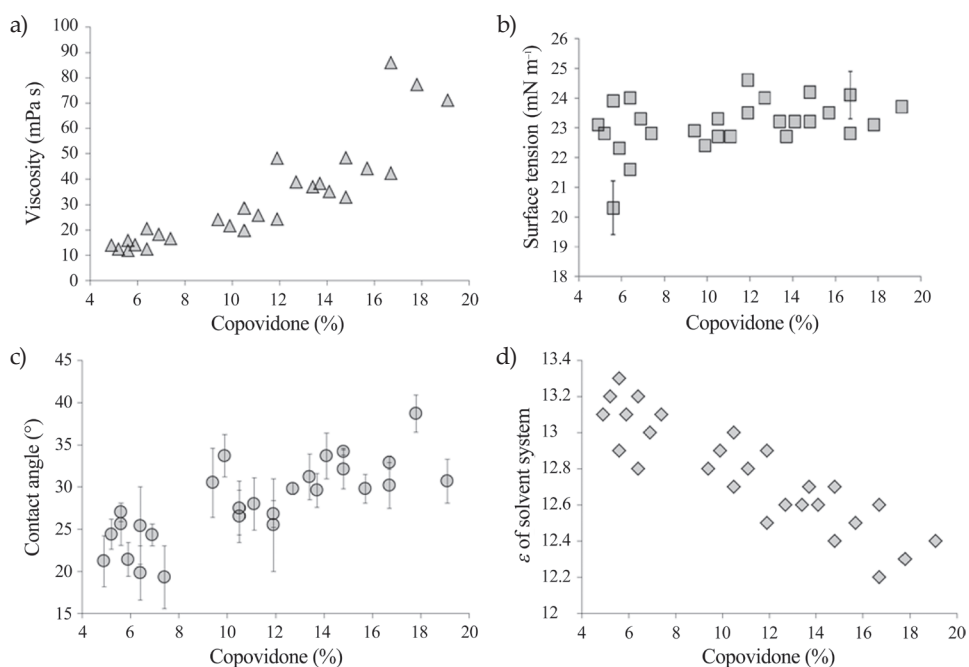 a)
Viscosity (mPa s)
100
90
80
70
60
50
40
30
20
10
0
4 6 8 10 12 14 16 18 20
Copovidone (%)
b)
Surface tension (mN m⁻¹)
26
25
24
23
22
21
20
19
18
4 6 8 10 12 14 16 18 20
Copovidone (%)
c)
Contact angle (°)
45
40
35
30
25
20
15
4 6 8 10 12 14 16 18 20
Copovidone (%)
d)
ε of solvent system
13.4
13.2
13
12.8
12.6
12.4
12.2
12
4 6 8 10 12 14 16 18 20
Copovidone (%)